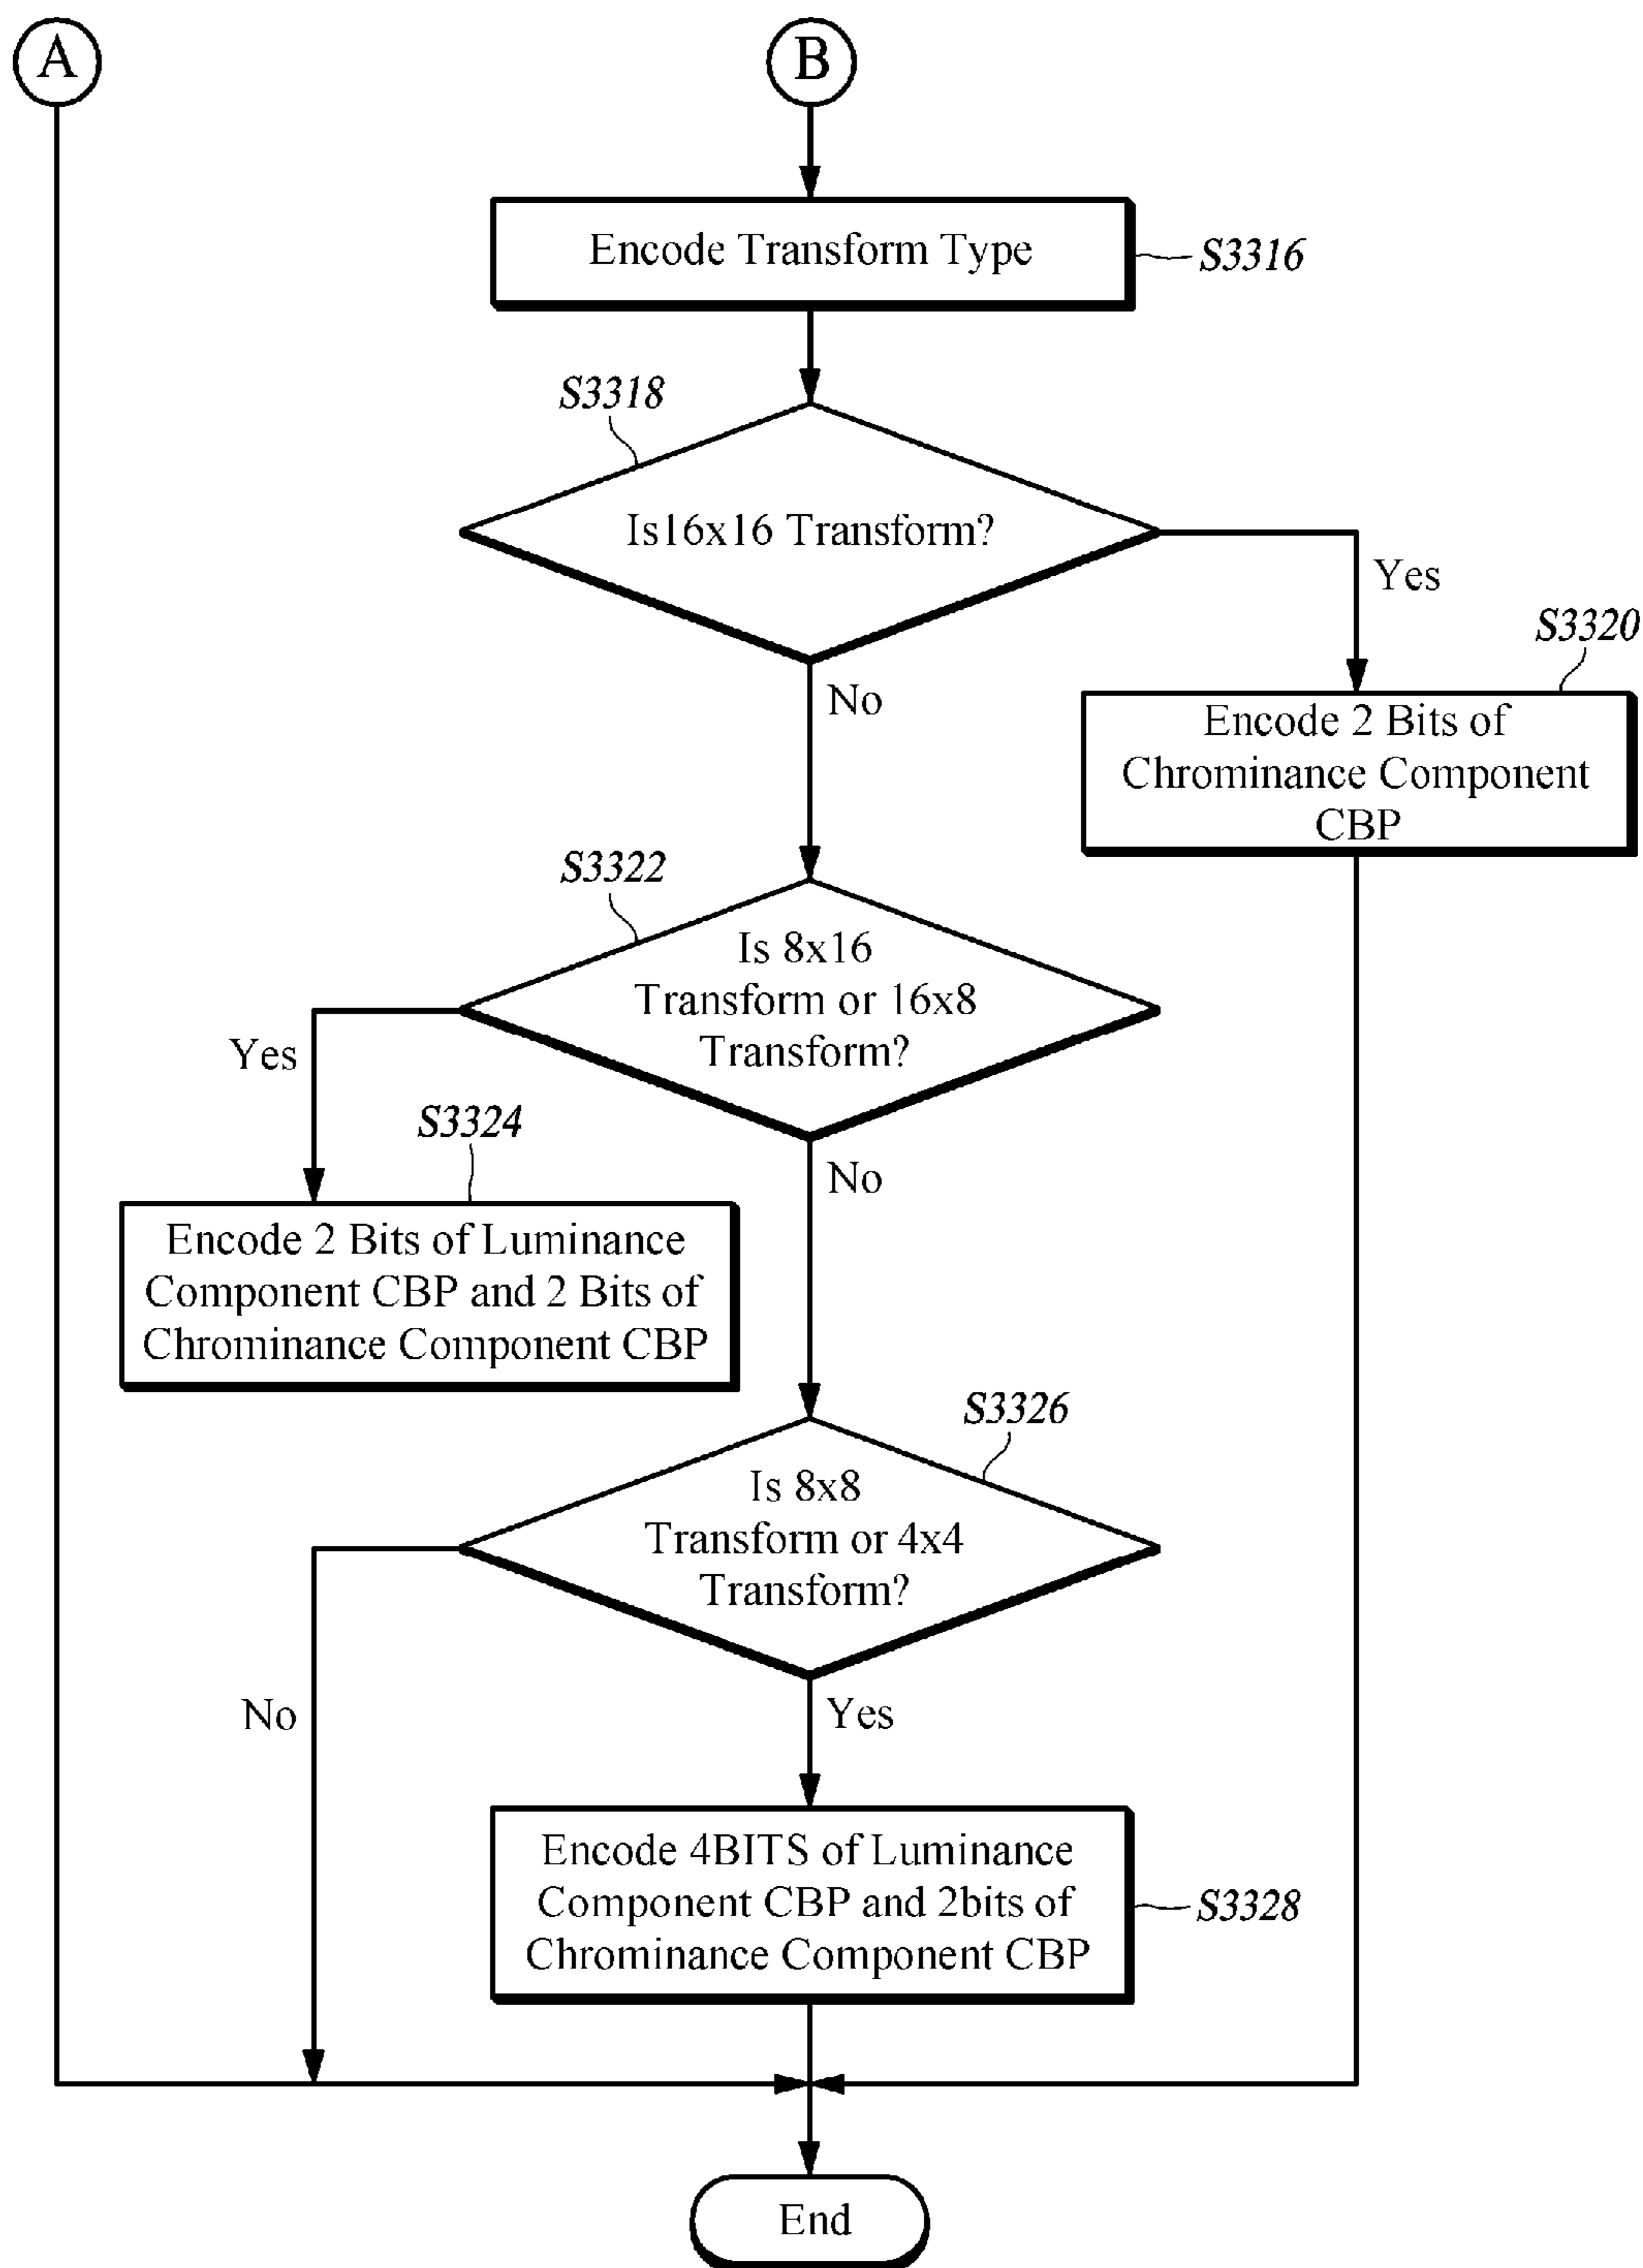 A
B
Encode Transform Type
S3316
S3318
Is16x16 Transform?
Yes
S3320
No
Encode 2 Bits of
Chrominance Component
CBP
S3322
Is 8x16
Transform or 16x8
Transform?
Yes
S3324
No
Encode 2 Bits of Luminance
Component CBP and 2 Bits of
Chrominance Component CBP
S3326
Is 8x8
Transform or 4x4
Transform?
No
Yes
Encode 4BITS of Luminance
Component CBP and 2bits of
Chrominance Component CBP
S3328
End